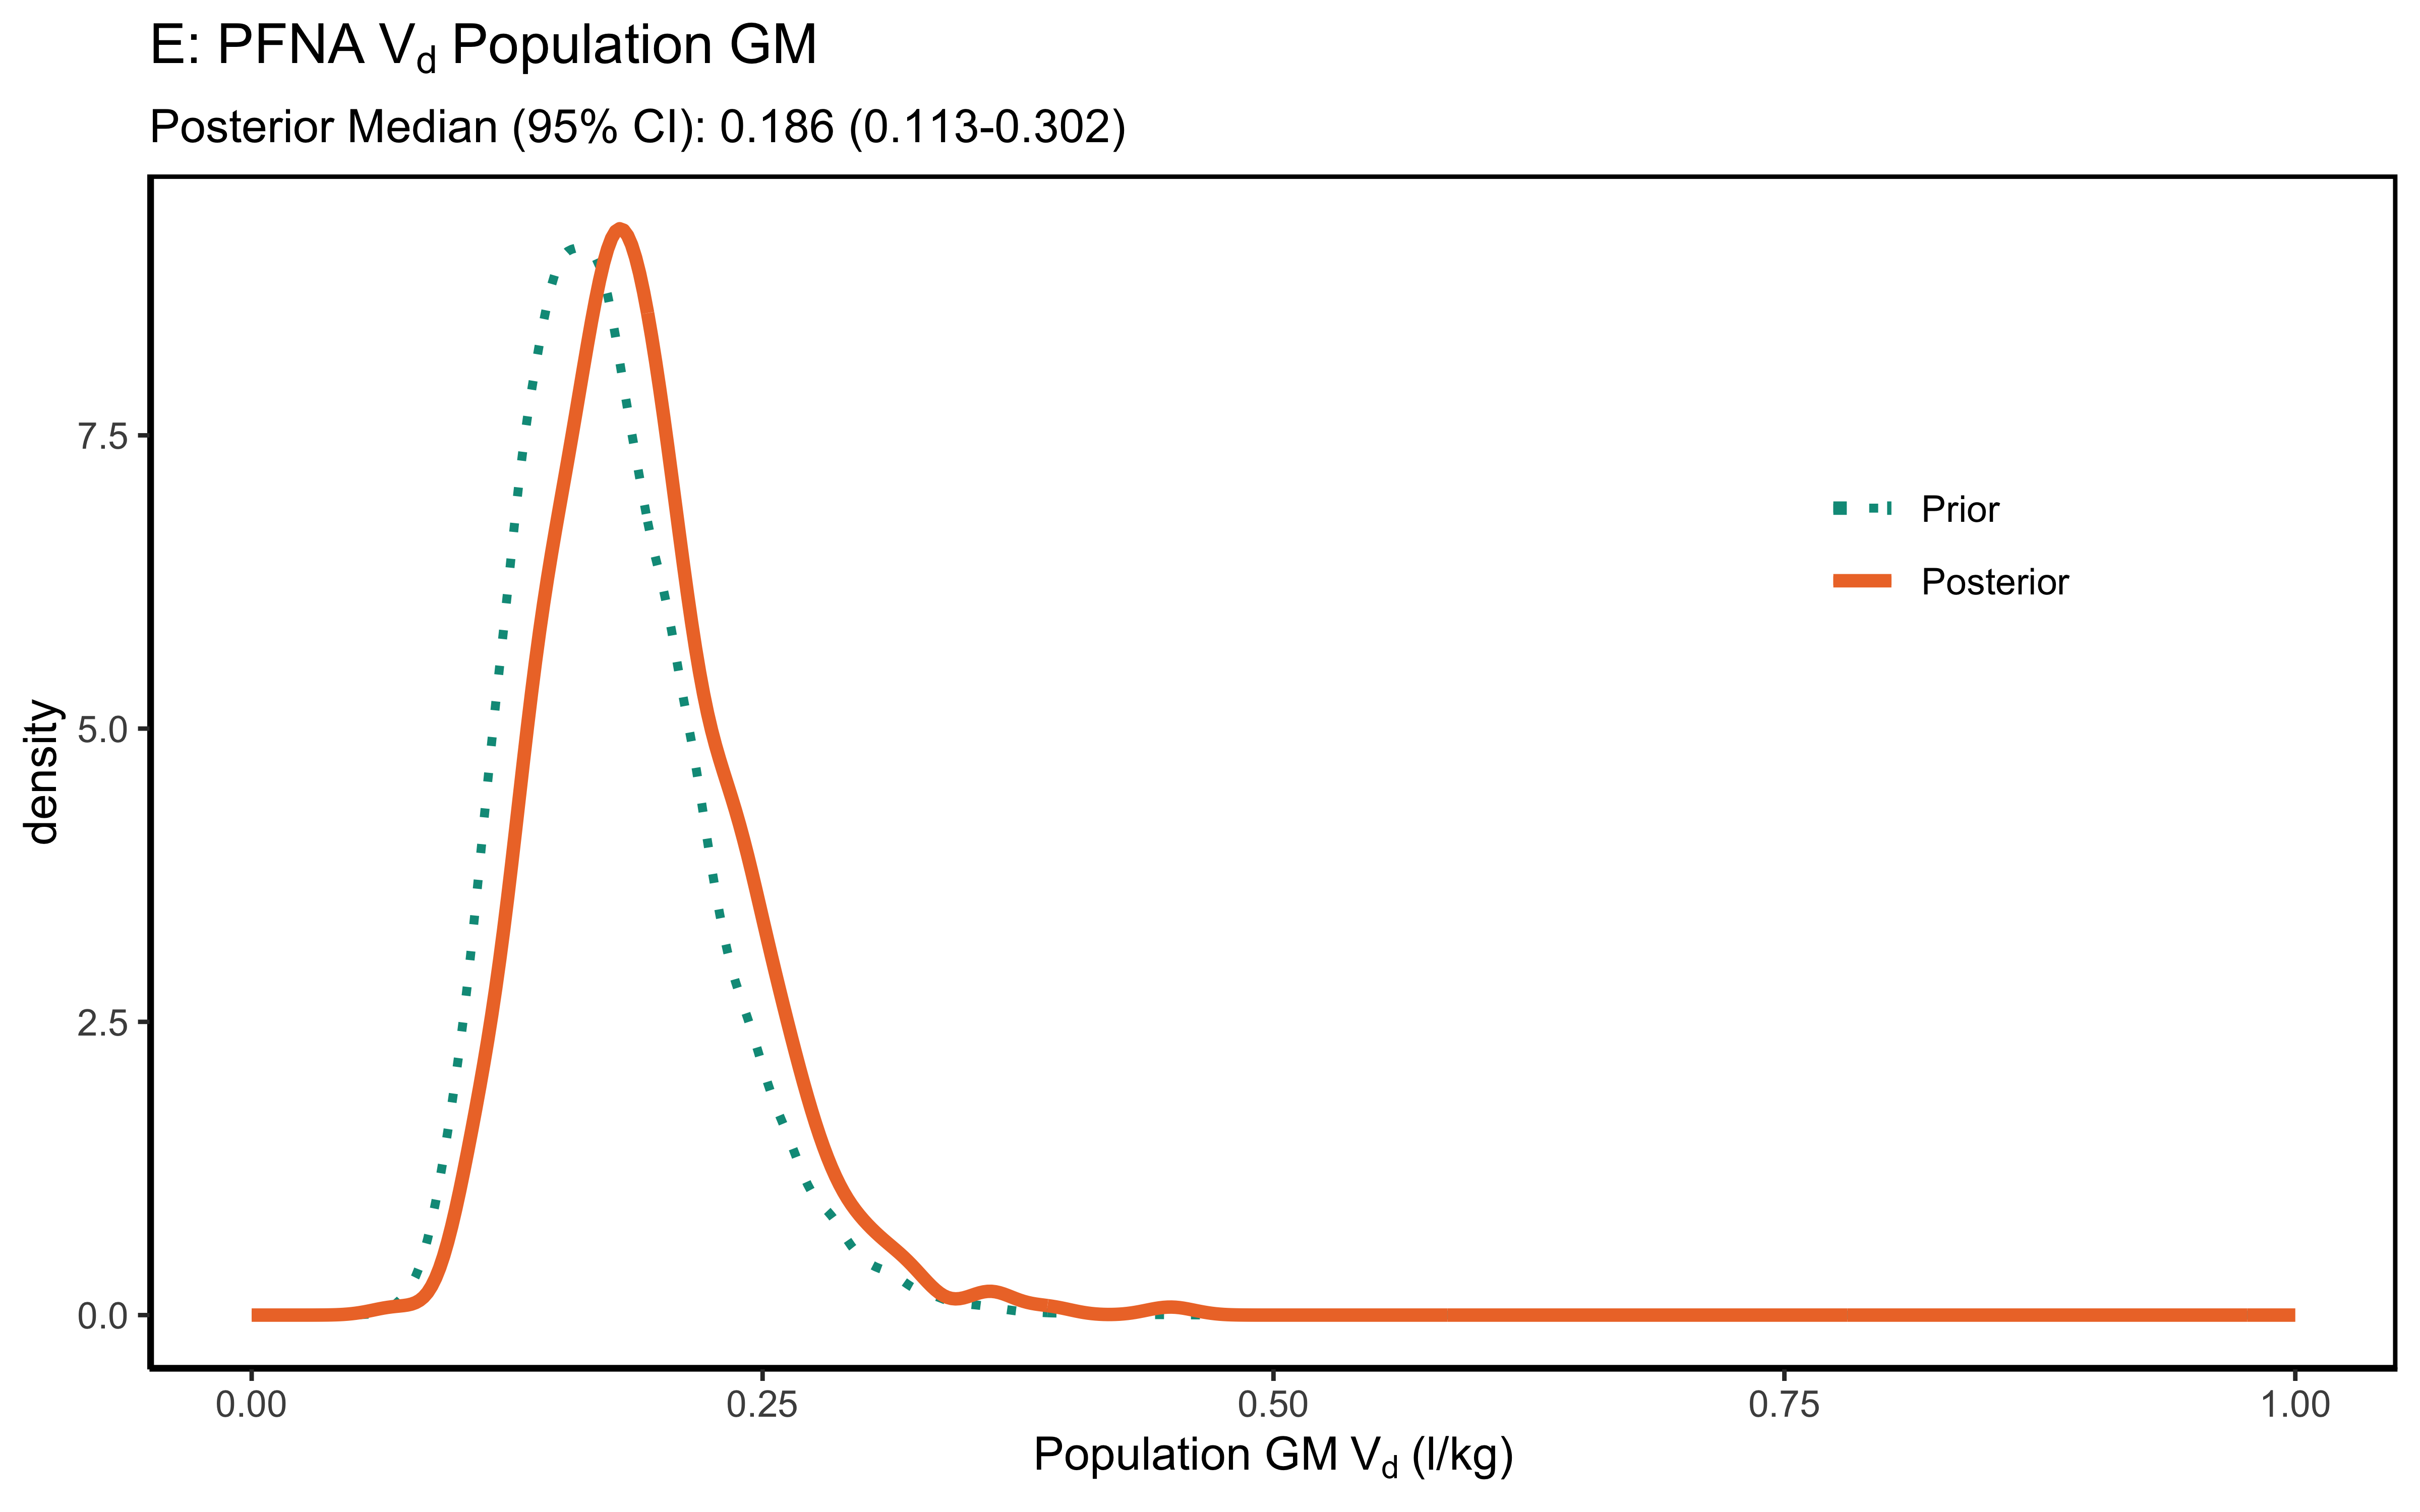 E: PFNA Vd Population GM
Posterior Median (95% CI): 0.186 (0.113-0.302)
density
7.5
5.0
2.5
0.0
Prior
Posterior
0.00 0.25 0.50 0.75 1.00
Population GM Vd (l/kg)